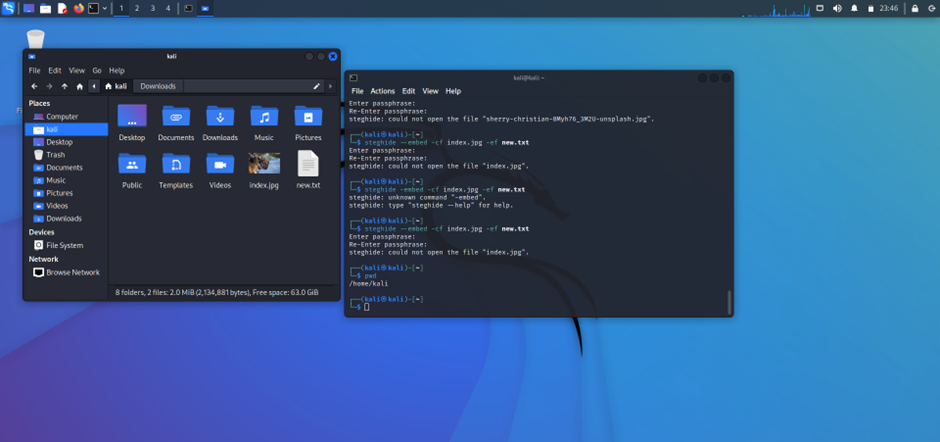 1 2 3 4
23:46
kali
File Edit View Go Help
kali Downloads
Places
Computer
kali
Desktop
Trash
Documents
Music
Pictures
Videos
Downloads
Devices
File System
Network
Browse Network
Desktop Documents Downloads Music Pictures
Public Templates Videos index.jpg new.txt
8 folders, 2 files: 2.0 MiB (2,134,881 bytes), Free space: 63.0 GiB
kali@kali:~
File Actions Edit View Help
Enter passphrase:
Re-Enter passphrase:
steghide: could not open the file "sherry-christian-8Myh76_3M2U-unsplash.jpg".
┌──(kali㉿kali)-[~]
└─$ steghide --embed -cf index.jpg -ef new.txt
Enter passphrase:
Re-Enter passphrase:
steghide: could not open the file "index.jpg".
┌──(kali㉿kali)-[~]
└─$ steghide -embed -cf index.jpg -ef new.txt
steghide: unknown command "-embed".
steghide: type "steghide --help" for help.
┌──(kali㉿kali)-[~]
└─$ steghide --embed -cf index.jpg -ef new.txt
Enter passphrase:
Re-Enter passphrase:
steghide: could not open the file "index.jpg".
┌──(kali㉿kali)-[~]
└─$ pwd
/home/kali
┌──(kali㉿kali)-[~]
└─$